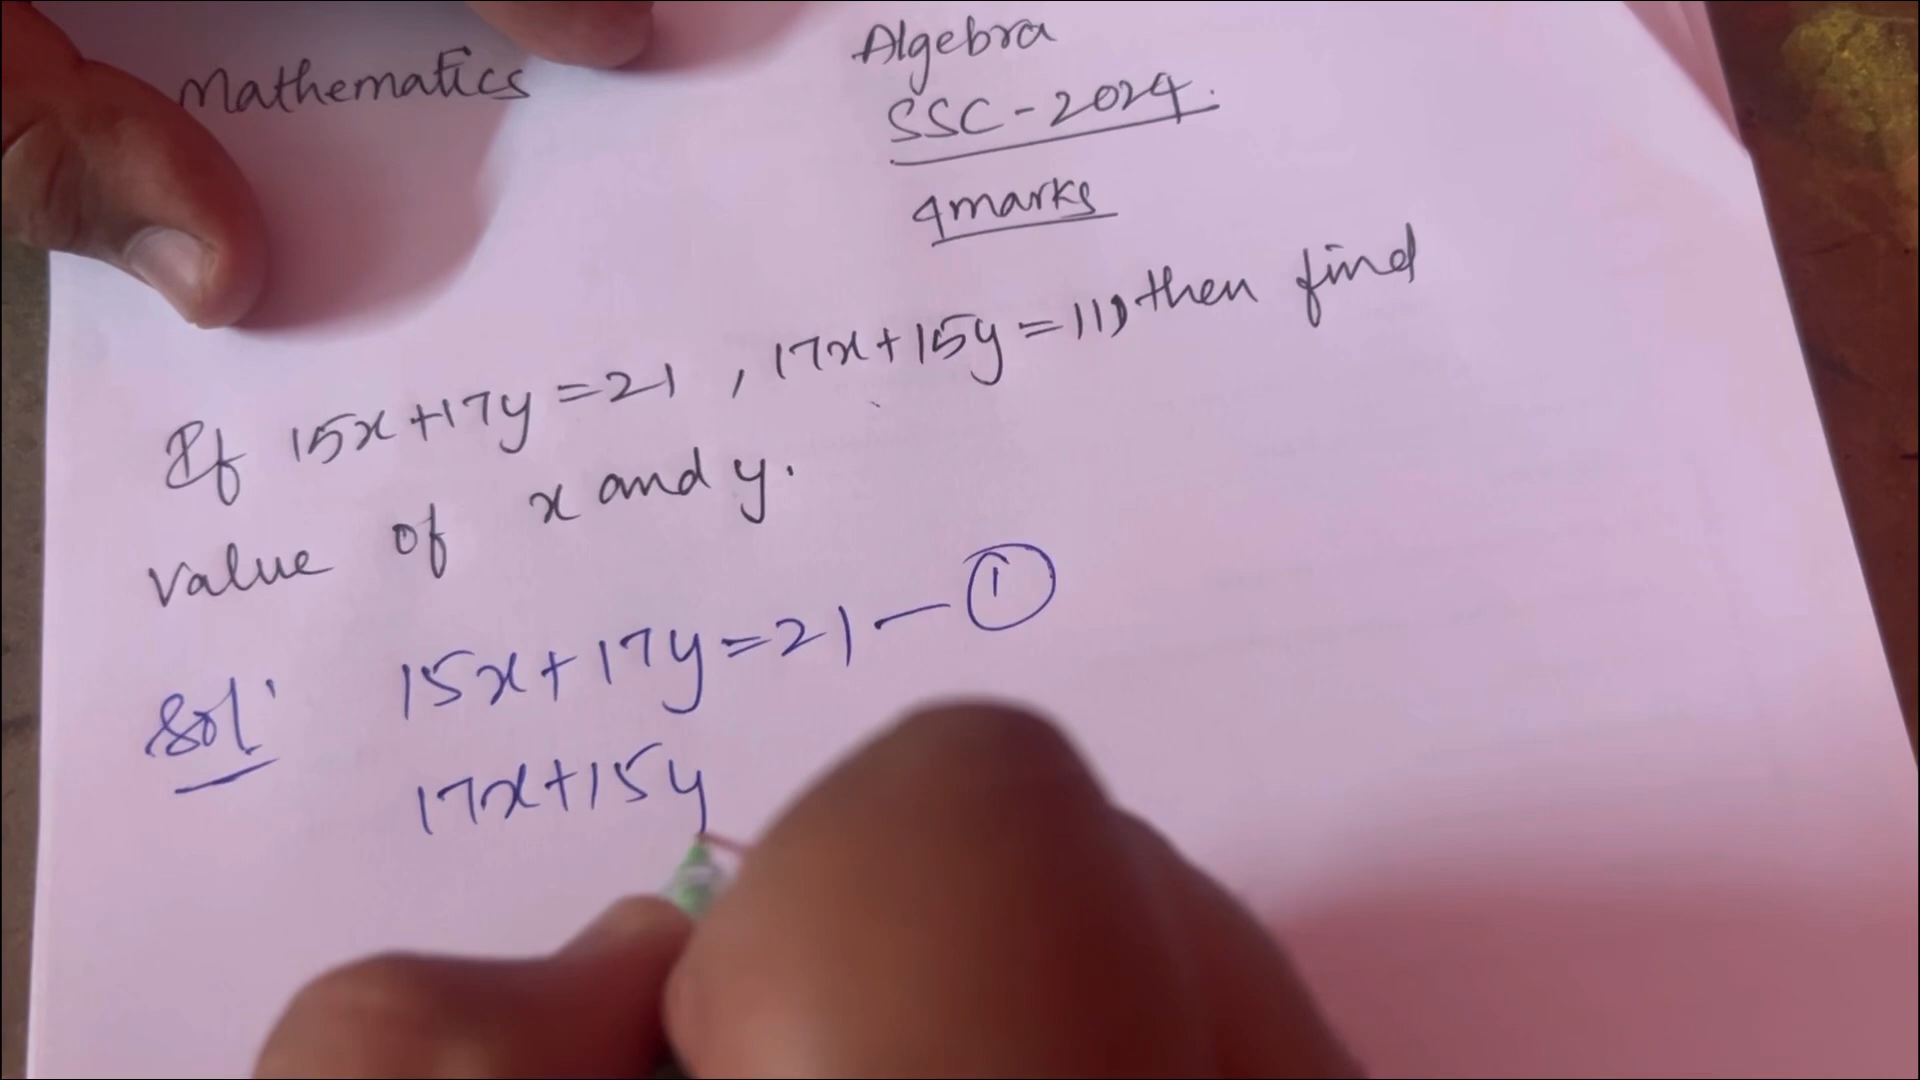 Mathematics
Algebra
SSC-2024.
4marks
If 15x+17y=21, 17x+15y=11, then find
value of x and y.
Sol: 15x+17y=21-①
17x+15y